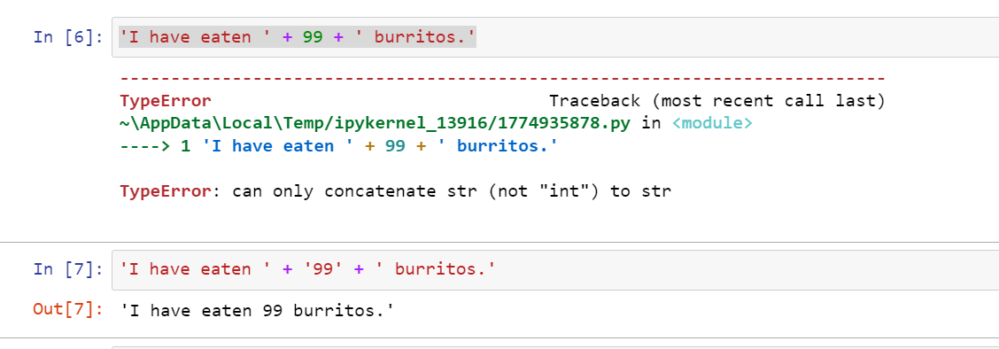 In [6]: 'I have eaten ' + 99 + ' burritos.'
---------------------------------------------------------------------------
TypeError                                 Traceback (most recent call last)
~\AppData\Local\Temp/ipykernel_13916/1774935878.py in <module>
----> 1 'I have eaten ' + 99 + ' burritos.'
TypeError: can only concatenate str (not "int") to str
In [7]: 'I have eaten ' + '99' + ' burritos.'
Out[7]: 'I have eaten 99 burritos.'